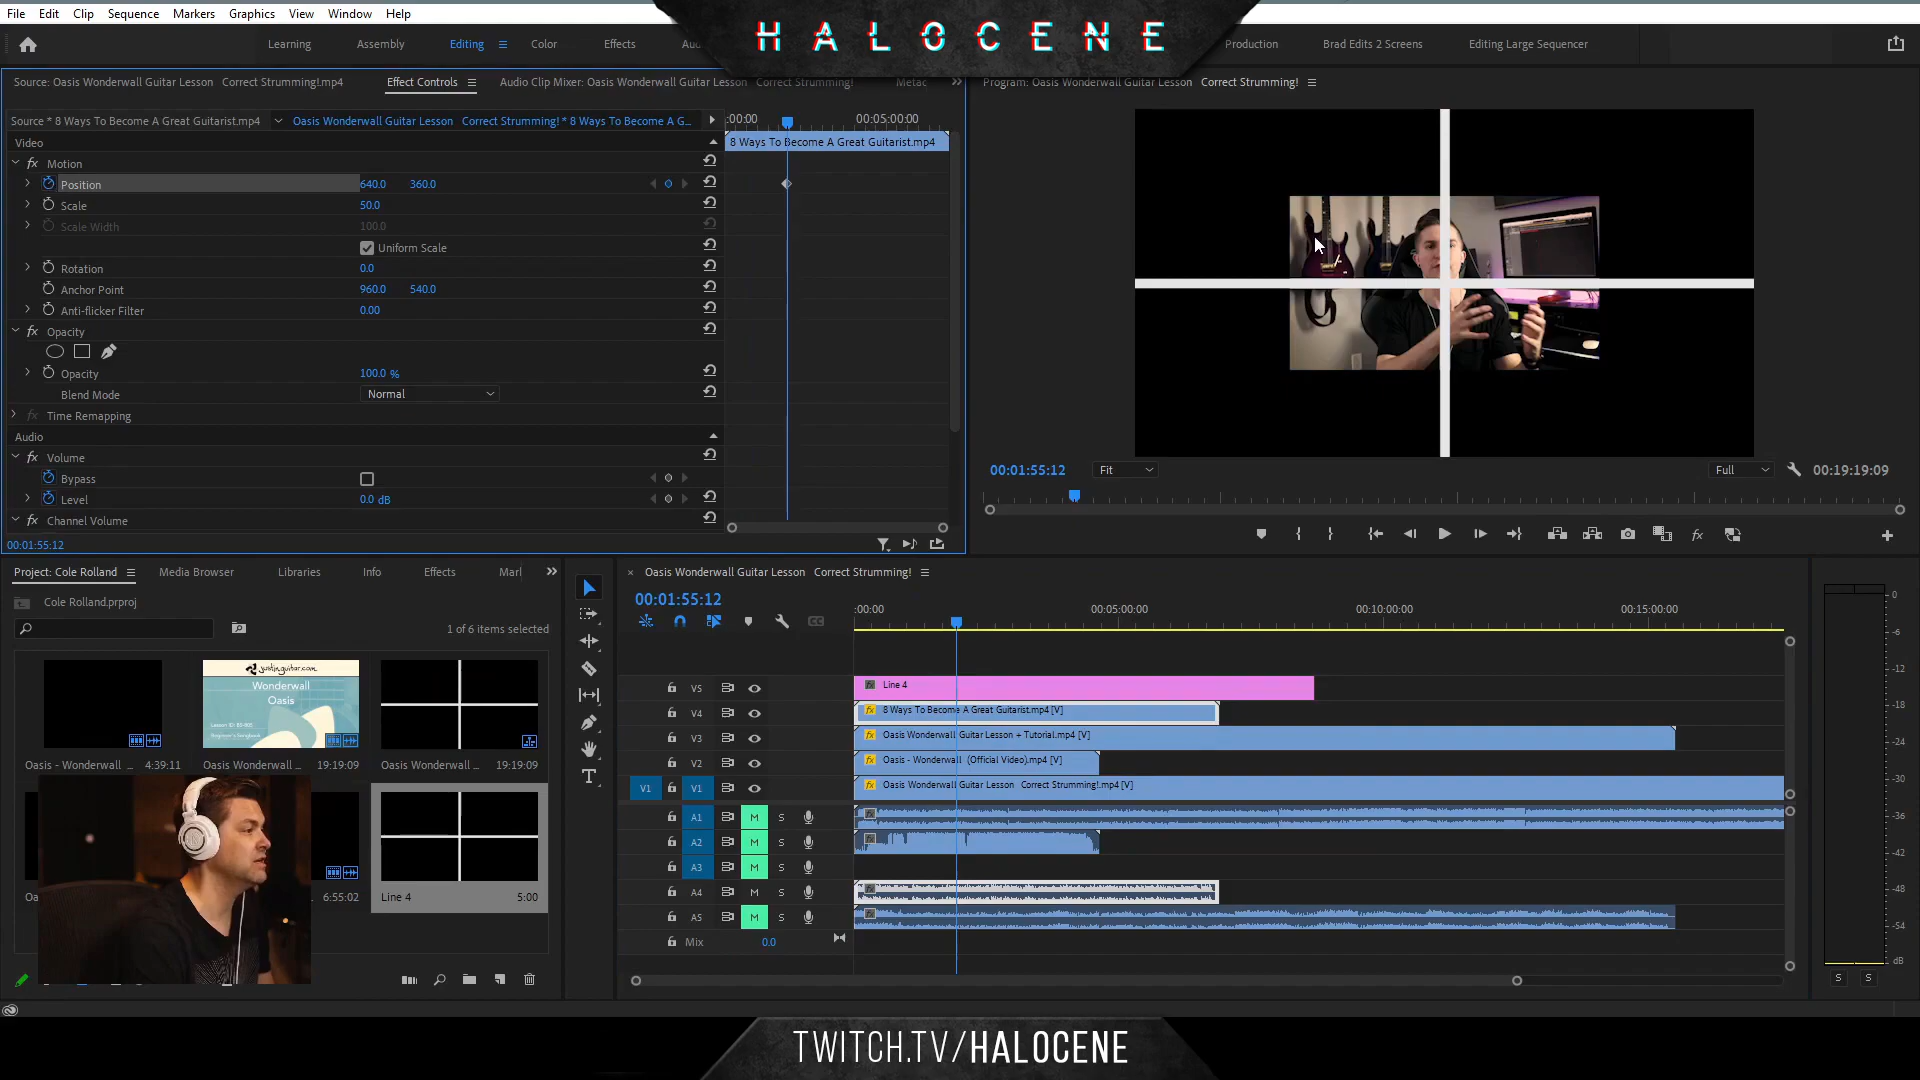 File Edit Clip Sequence Markers Graphics View Window Help
HALOCENE
Learning Assembly Editing Color Effects Production Brad Edits 2 Screens Editing Large Sequencer
Source: Oasis Wonderwall Guitar Lesson Correct Strumming!.mp4 Effect Controls Audio Clip Mixer: Oasis Wonderwall Guitar Lesson Correct Strumming! Metac
Program: Oasis Wonderwall Guitar Lesson Correct Strumming!
Source * 8 Ways To Become A Great Guitarist.mp4 Oasis Wonderwall Guitar Lesson Correct Strumming! * 8 Ways To Become A G...
:00:00 00:05:00:00
Video 8 Ways To Become A Great Guitarist.mp4
fx Motion
Position 640.0 360.0
Scale 50.0
Scale Width 100.0
Uniform Scale
Rotation 0.0
Anchor Point 960.0 540.0
Anti-flicker Filter 0.00
fx Opacity
Opacity 100.0 %
Blend Mode Normal
fx Time Remapping
Audio
fx Volume
Bypass
Level 0.0 dB
fx Channel Volume
00:01:55:12
00:01:55:12 Fit Full 00:19:19:09
fx
Project: Cole Rolland Media Browser Libraries Info Effects Marl
Cole Rolland.prproj
1 of 6 items selected
justinguitar.com
Wonderwall
Oasis
Oasis - Wonderwall ... 4:39:11 Oasis Wonderwall ... 19:19:09 Oasis Wonderwall ... 19:19:09
6:55:02 Line 4 5:00
Oasis Wonderwall Guitar Lesson Correct Strumming!
00:01:55:12
:00:00 00:05:00:00 00:10:00:00 00:15:00:00
V5 Line 4
V4 fx 8 Ways To Become A Great Guitarist.mp4 [V]
V3 fx Oasis Wonderwall Guitar Lesson + Tutorial.mp4 [V]
V2 fx Oasis - Wonderwall (Official Video).mp4 [V]
V1 V1 fx Oasis Wonderwall Guitar Lesson Correct Strumming!.mp4 [V]
A1 M S
A2 M S
A3 M S
A4 M S
A5 M S
Mix 0.0
0
-6
-12
-18
-24
-30
-36
-42
-48
-54
dB
S S
TWITCH.TV/HALOCENE